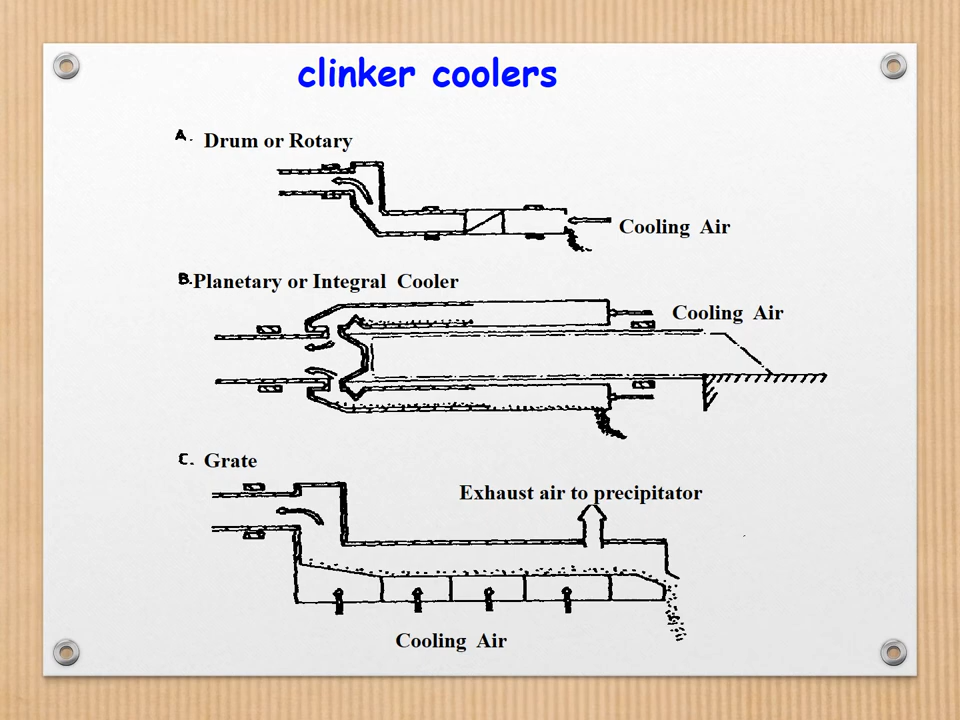 clinker coolers
A. Drum or Rotary
Cooling Air
B. Planetary or Integral Cooler
Cooling Air
C. Grate
Exhaust air to precipitator
Cooling Air